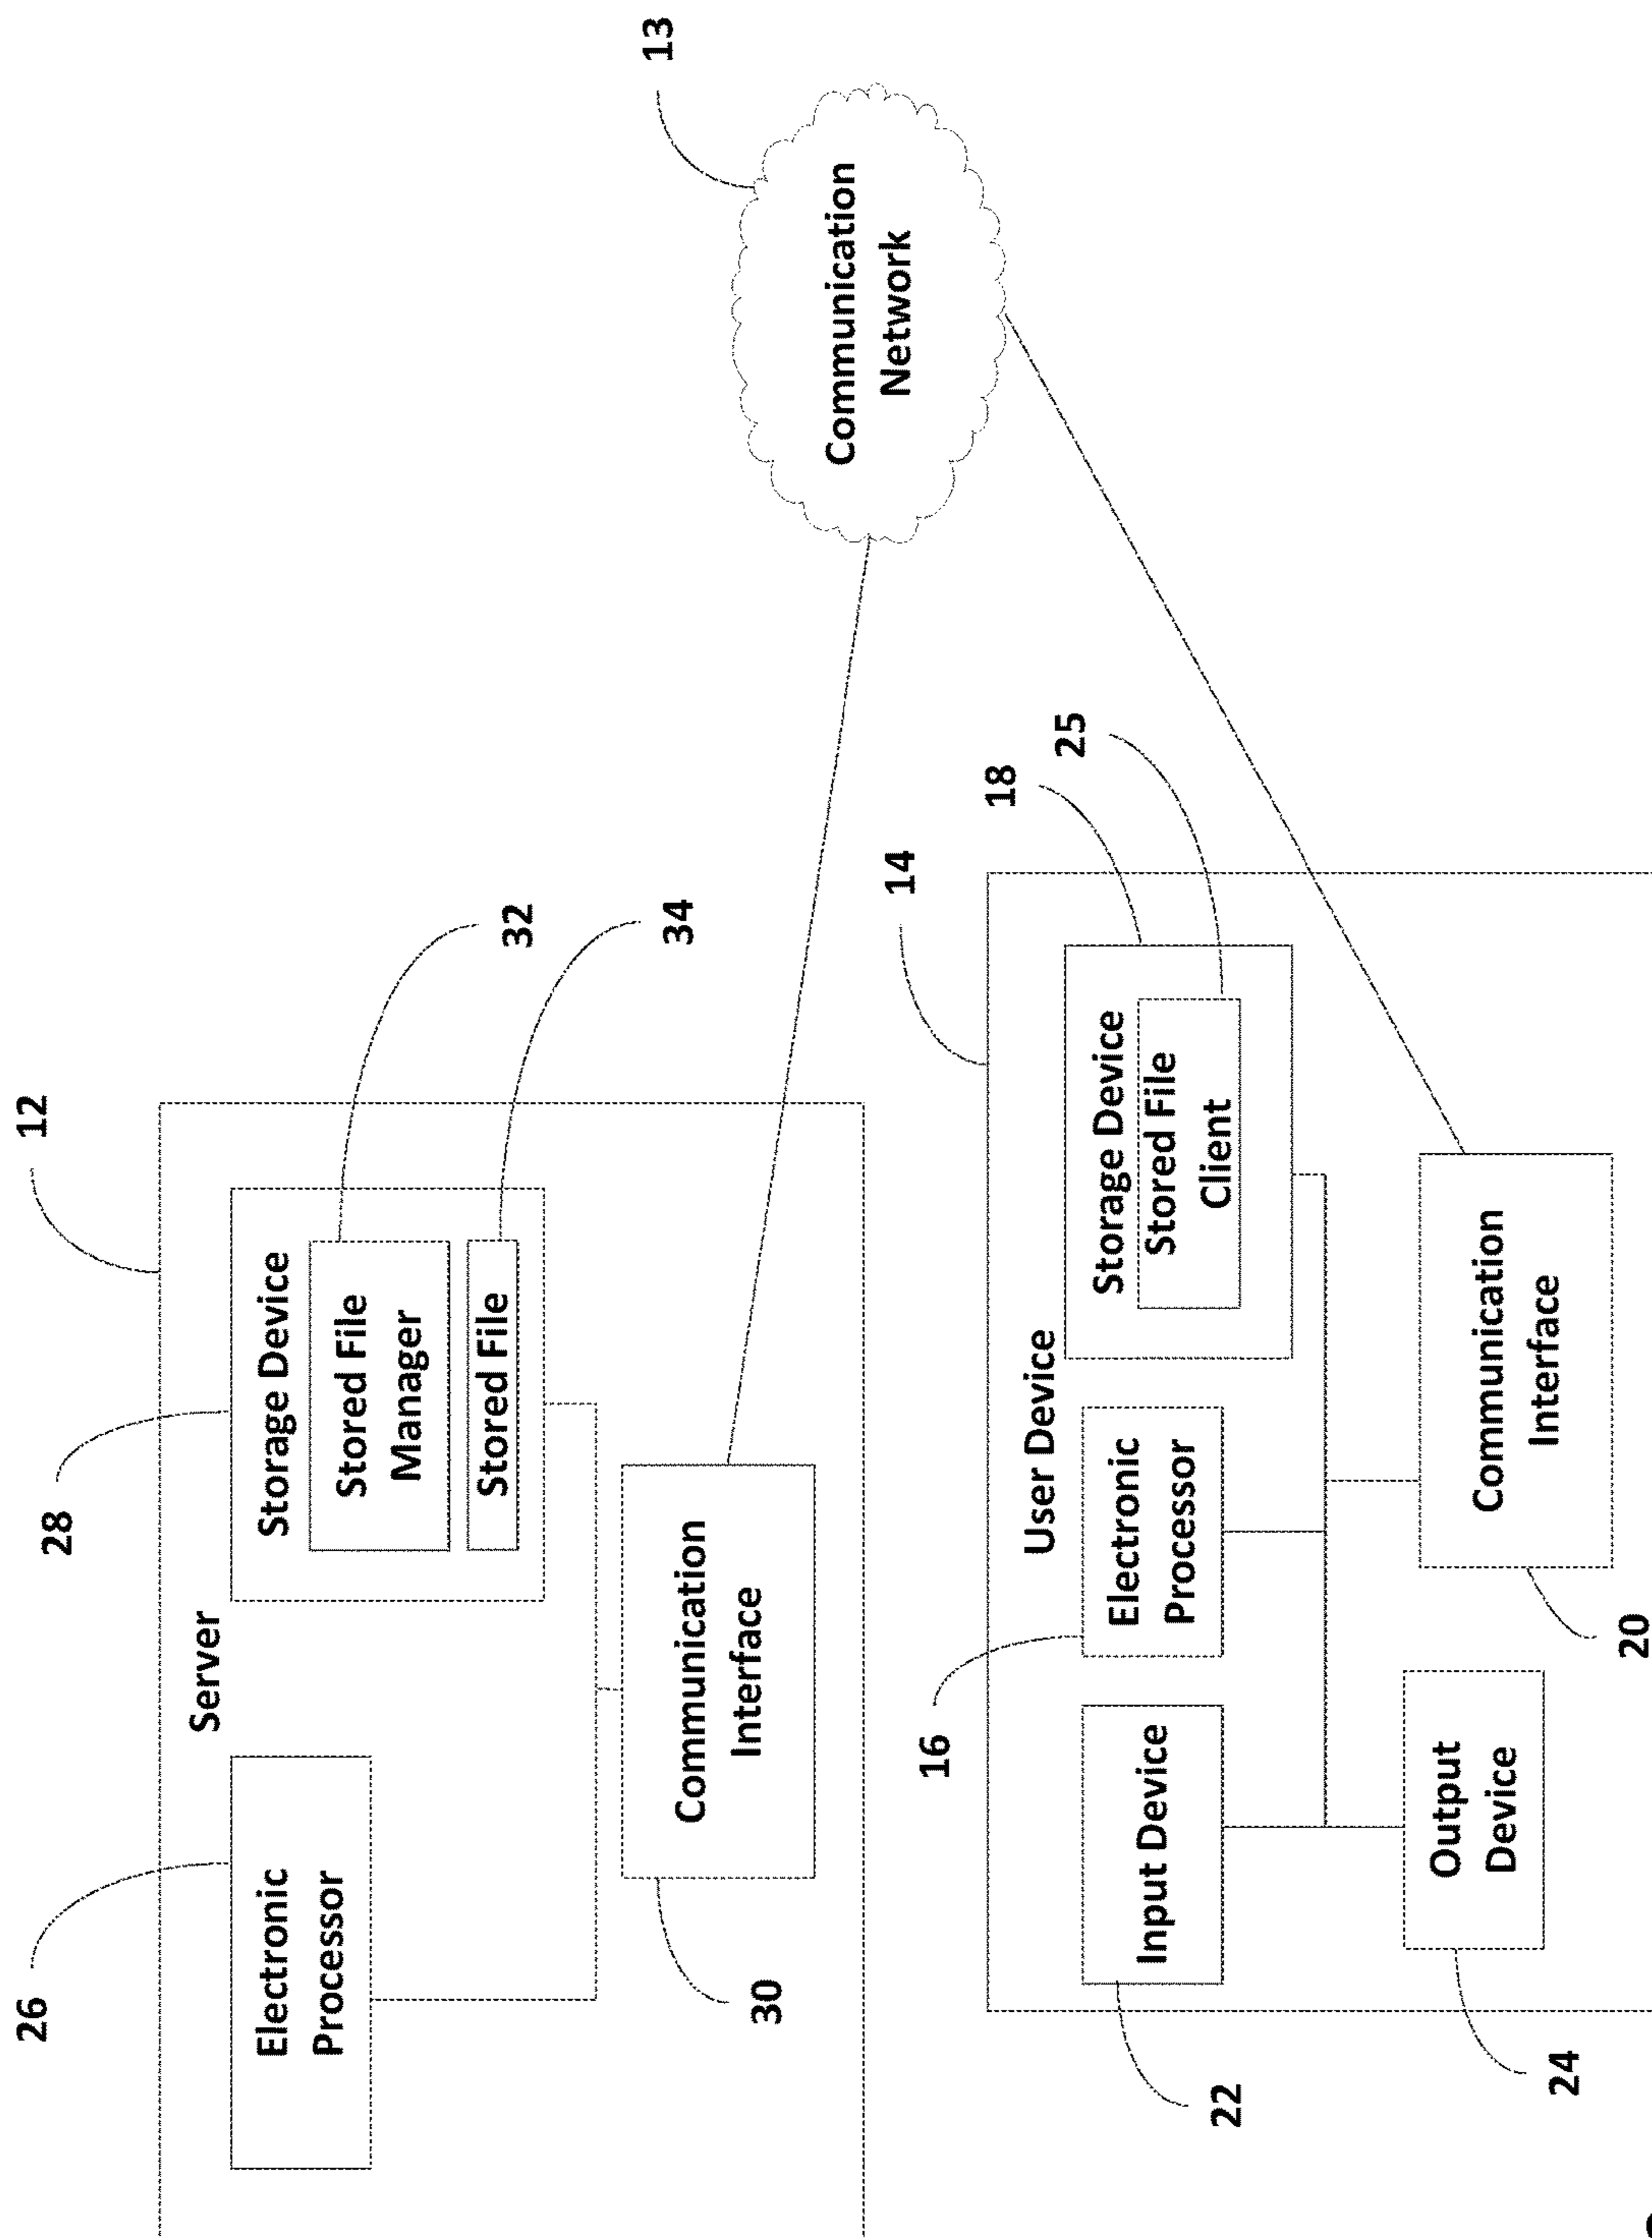 12
13
26
28
Server
Electronic
Processor
Storage Device
Stored File
Manager
Stored File
32
34
Communication
Interface
30
Communication
Network
14
18
25
User Device
16
22
Input Device
Electronic
Processor
Storage Device
Stored File
Client
Output
Device
Communication
Interface
24
20